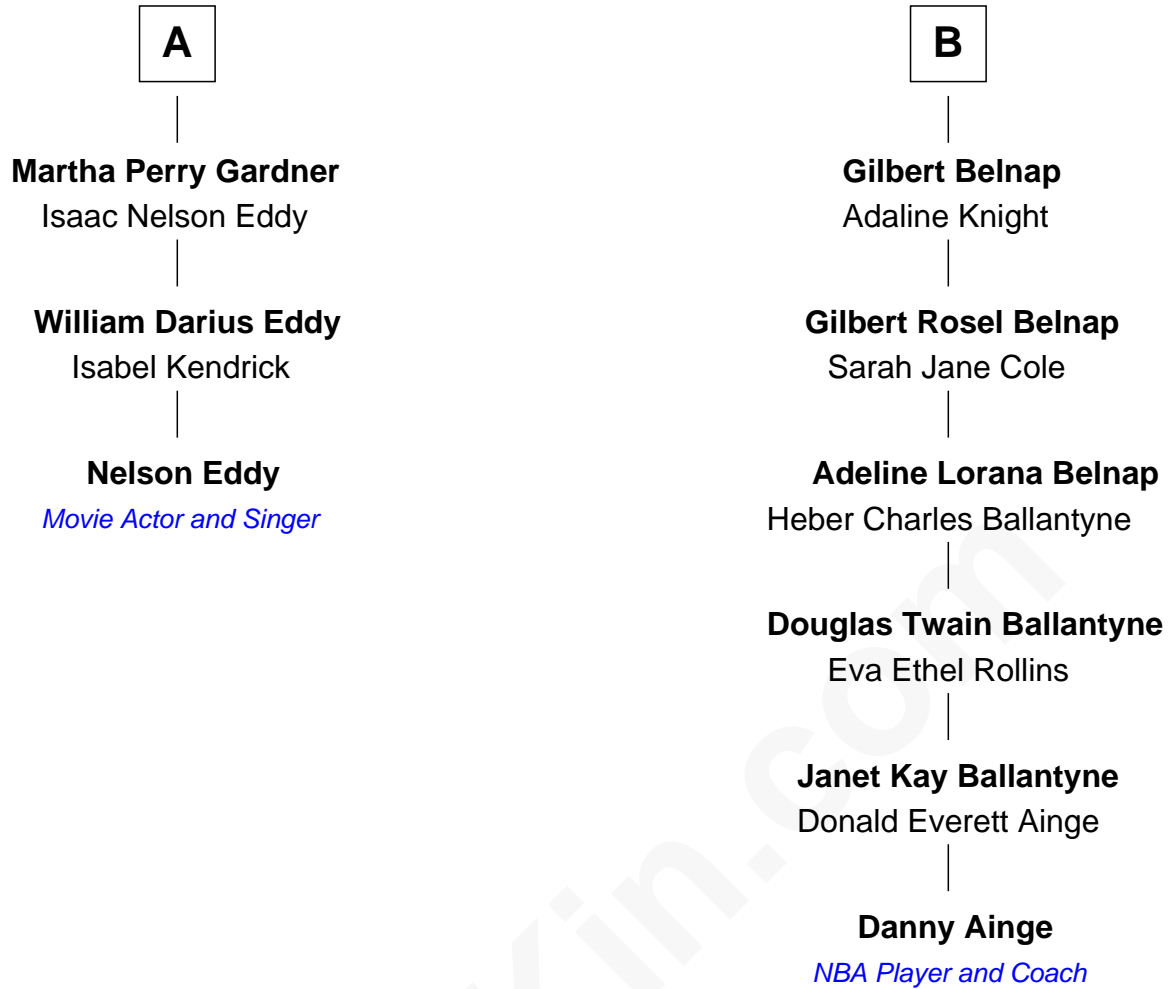 A
Martha Perry Gardner
Isaac Nelson Eddy
William Darius Eddy
Isabel Kendrick
Nelson Eddy
Movie Actor and Singer
B
Gilbert Belnap
Adaline Knight
Gilbert Rosel Belnap
Sarah Jane Cole
Adeline Lorana Belnap
Heber Charles Ballantyne
Douglas Twain Ballantyne
Eva Ethel Rollins
Janet Kay Ballantyne
Donald Everett Ainge
Danny Ainge
NBA Player and Coach